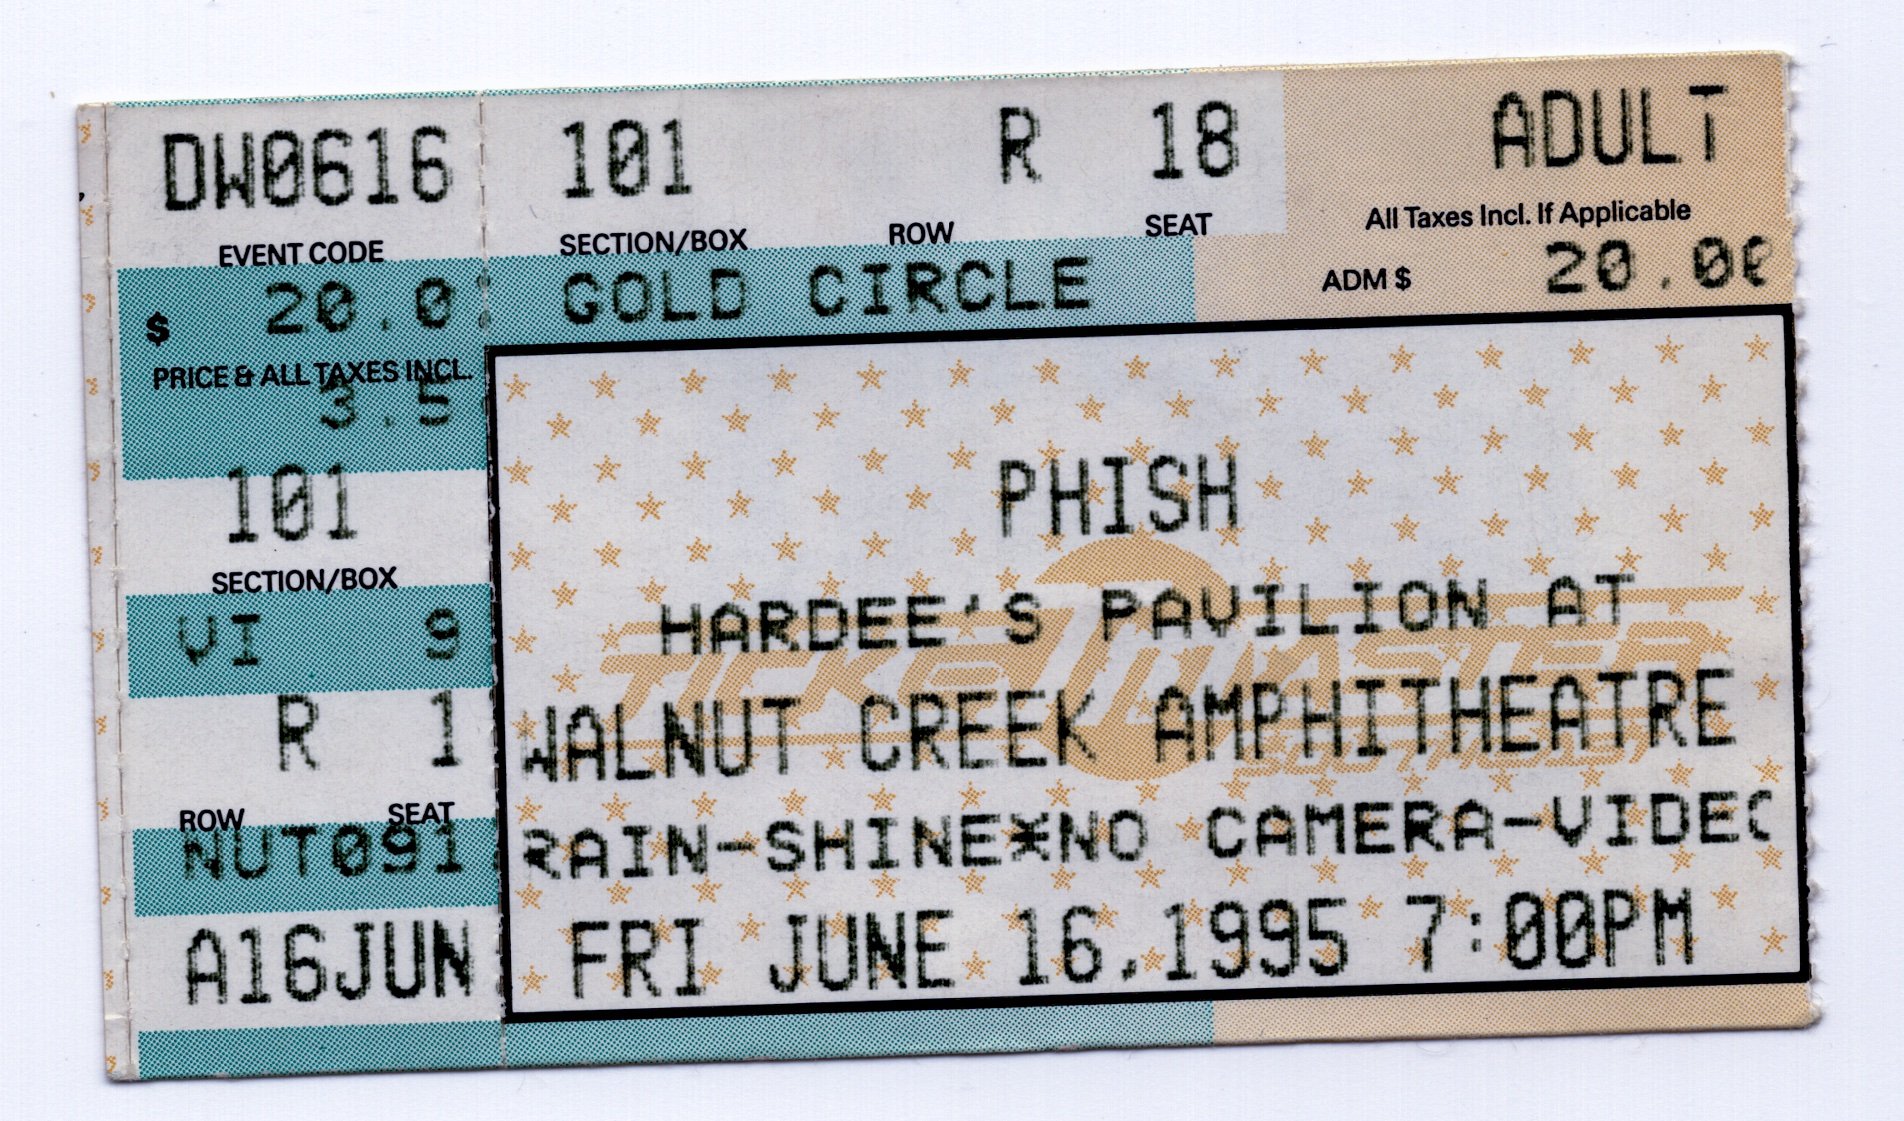 DW0616
EVENT CODE
$ 20.0
PRICE & ALL TAXES INCL.
3.5
101
SECTION/BOX
VI 9
R 1
ROW SEAT
NUT091
A16JUN
101 R 18 ADULT
SECTION/BOX ROW SEAT
All Taxes Incl. If Applicable
GOLD CIRCLE
ADM $ 20.00
PHISH
HARDEE'S PAVILION AT
TICKETMASTER
WALNUT CREEK AMPHITHEATRE
RAIN-SHINE*NO CAMERA-VIDEO
FRI JUNE 16,1995 7:00PM